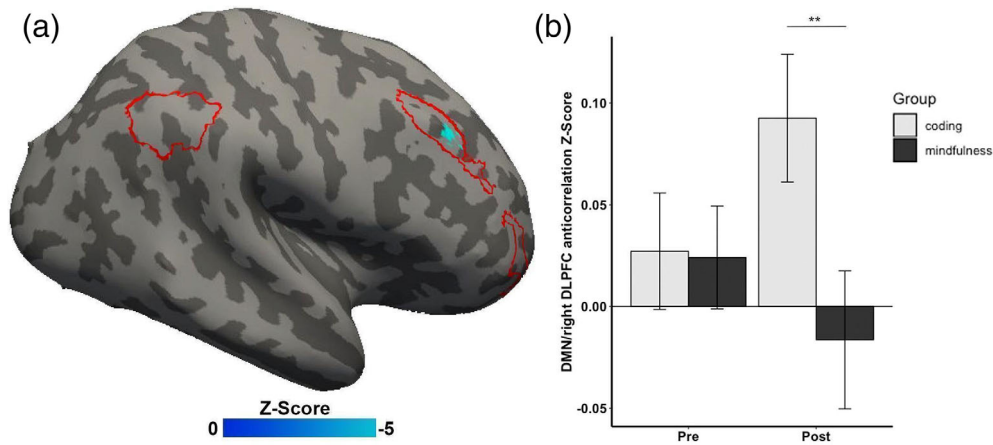 (a)
Z-Score
0 -5
(b)
DMN/right DLPFC anticorrelation Z-Score
**
0.10
0.05
0.00
-0.05
Pre Post
Group
coding
mindfulness